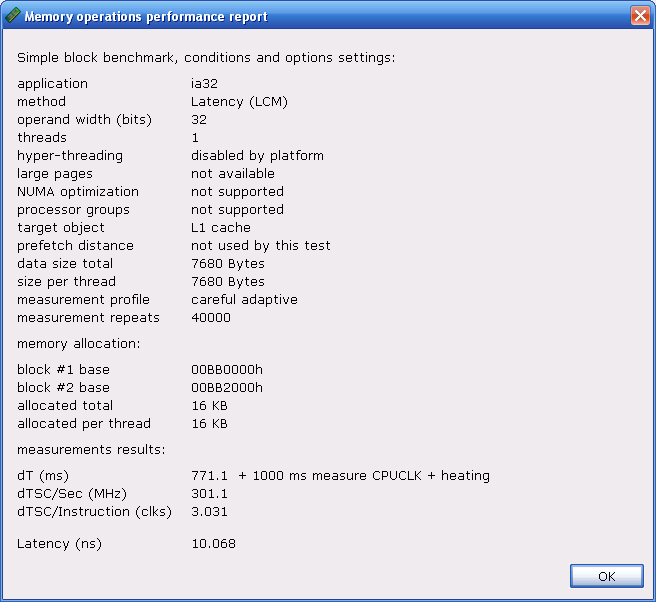 Memory operations performance report
Simple block benchmark, conditions and options settings:
application ia32
method Latency (LCM)
operand width (bits) 32
threads 1
hyper-threading disabled by platform
large pages not available
NUMA optimization not supported
processor groups not supported
target object L1 cache
prefetch distance not used by this test
data size total 7680 Bytes
size per thread 7680 Bytes
measurement profile careful adaptive
measurement repeats 40000
memory allocation:
block #1 base 00BB0000h
block #2 base 00BB2000h
allocated total 16 KB
allocated per thread 16 KB
measurements results:
dT (ms) 771.1 + 1000 ms measure CPUCLK + heating
dTSC/Sec (MHz) 301.1
dTSC/Instruction (clks) 3.031
Latency (ns) 10.068
OK